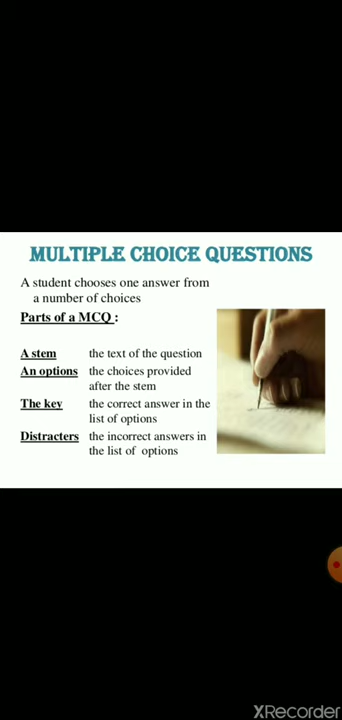 MULTIPLE CHOICE QUESTIONS
A student chooses one answer from
a number of choices
Parts of a MCQ :
A stem the text of the question
An options the choices provided
after the stem
The key the correct answer in the
list of options
Distracters the incorrect answers in
the list of options
XRecorder